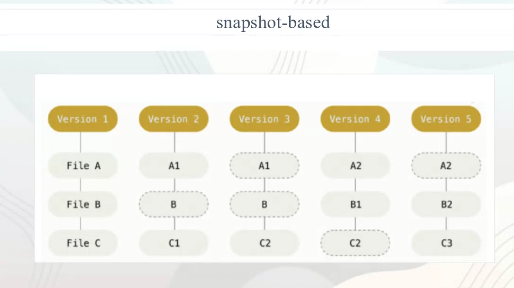 snapshot-based
Version 1 Version 2 Version 3 Version 4 Version 5
File A A1 A1 A2 A2
File B B B B1 B2
File C C1 C2 C2 C3